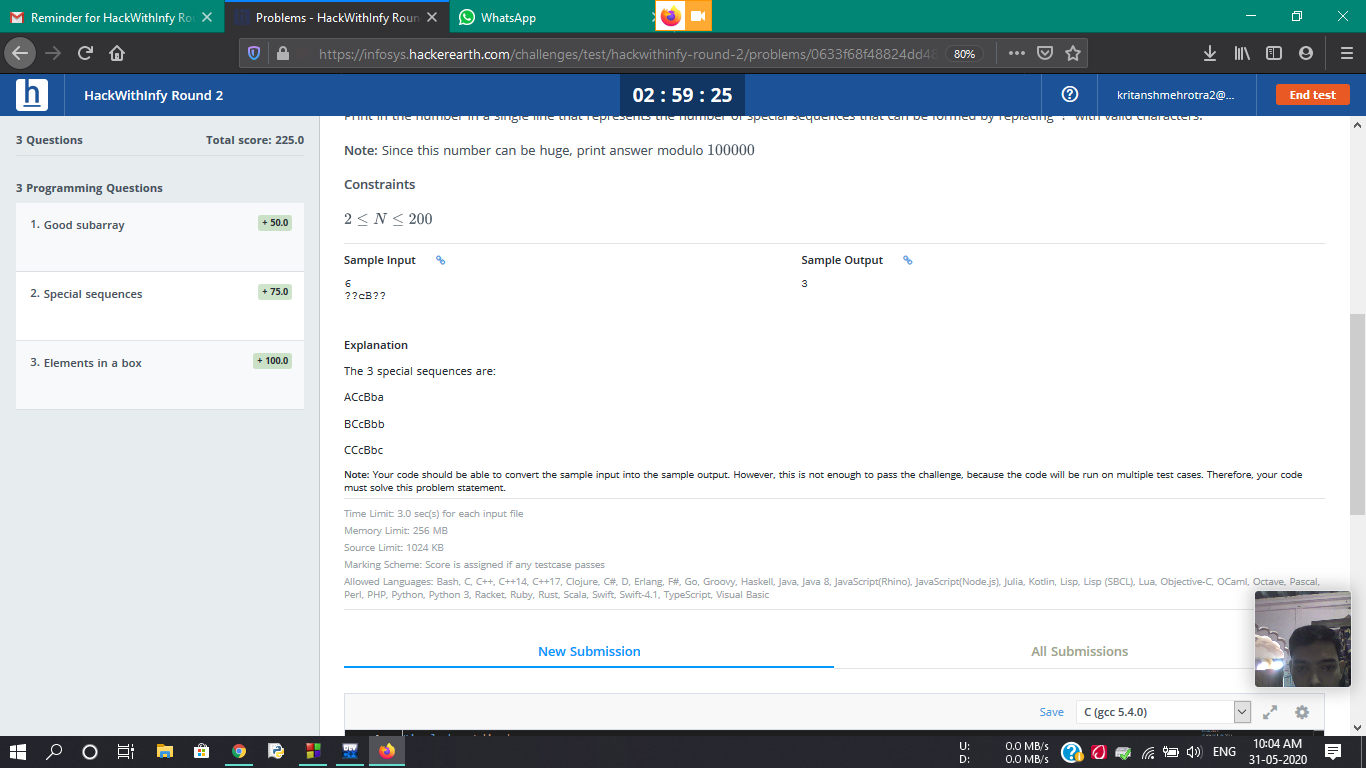 Reminder for HackWithInfy Ro
Problems - HackWithInfy Roun
WhatsApp
https://infosys.hackerearth.com/challenges/test/hackwithinfy-round-2/problems/0633f68f48824dd48
80%
h
HackWithInfy Round 2
02 : 59 : 25
kritanshmehrotra2@...
End test
3 Questions
Total score: 225.0
3 Programming Questions
1. Good subarray
+ 50.0
2. Special sequences
+ 75.0
3. Elements in a box
+ 100.0
Print in the number in a single line that represents the number of special sequences that can be formed by replacing '?' with valid characters.
Note: Since this number can be huge, print answer modulo 100000
Constraints
2 ≤ N ≤ 200
Sample Input
Sample Output
6
??cB??
3
Explanation
The 3 special sequences are:
ACcBba
BCcBbb
CCcBbc
Note: Your code should be able to convert the sample input into the sample output. However, this is not enough to pass the challenge, because the code will be run on multiple test cases. Therefore, your code
must solve this problem statement.
Time Limit: 3.0 sec(s) for each input file
Memory Limit: 256 MB
Source Limit: 1024 KB
Marking Scheme: Score is assigned if any testcase passes
Allowed Languages: Bash, C, C++, C++14, C++17, Clojure, C#, D, Erlang, F#, Go, Groovy, Haskell, Java, Java 8, JavaScript(Rhino), JavaScript(Node.js), Julia, Kotlin, Lisp, Lisp (SBCL), Lua, Objective-C, OCaml, Octave, Pascal,
Perl, PHP, Python, Python 3, Racket, Ruby, Rust, Scala, Swift, Swift-4.1, TypeScript, Visual Basic
New Submission
All Submissions
Save
C (gcc 5.4.0)
U: 0.0 MB/s
D: 0.0 MB/s
ENG
10:04 AM
31-05-2020